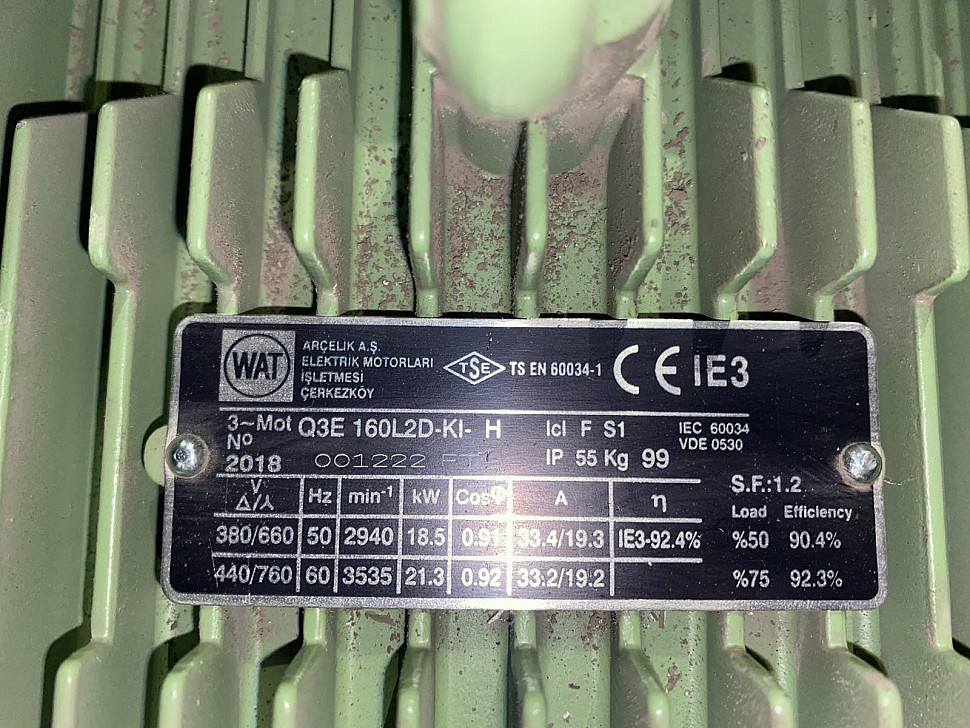 WAT
ARÇELİK A.Ş.
ELEKTRİK MOTORLARI
İŞLETMESİ
ÇERKEZKÖY
TSE
TS EN 60034-1
CE IE3
3~Mot Q3E 160L2D-KI- H
Icl F S1
IEC 60034
VDE 0530
Nº
2018 001222
IP 55 Kg 99
V Hz min⁻¹ kW Cosφ A η
Δ/Y
380/660 50 2940 18.5 0.91 33.4/19.3 IE3-92.4%
440/760 60 3535 21.3 0.92 33.2/19.2
S.F.:1.2
Load Efficiency
%50 90.4%
%75 92.3%